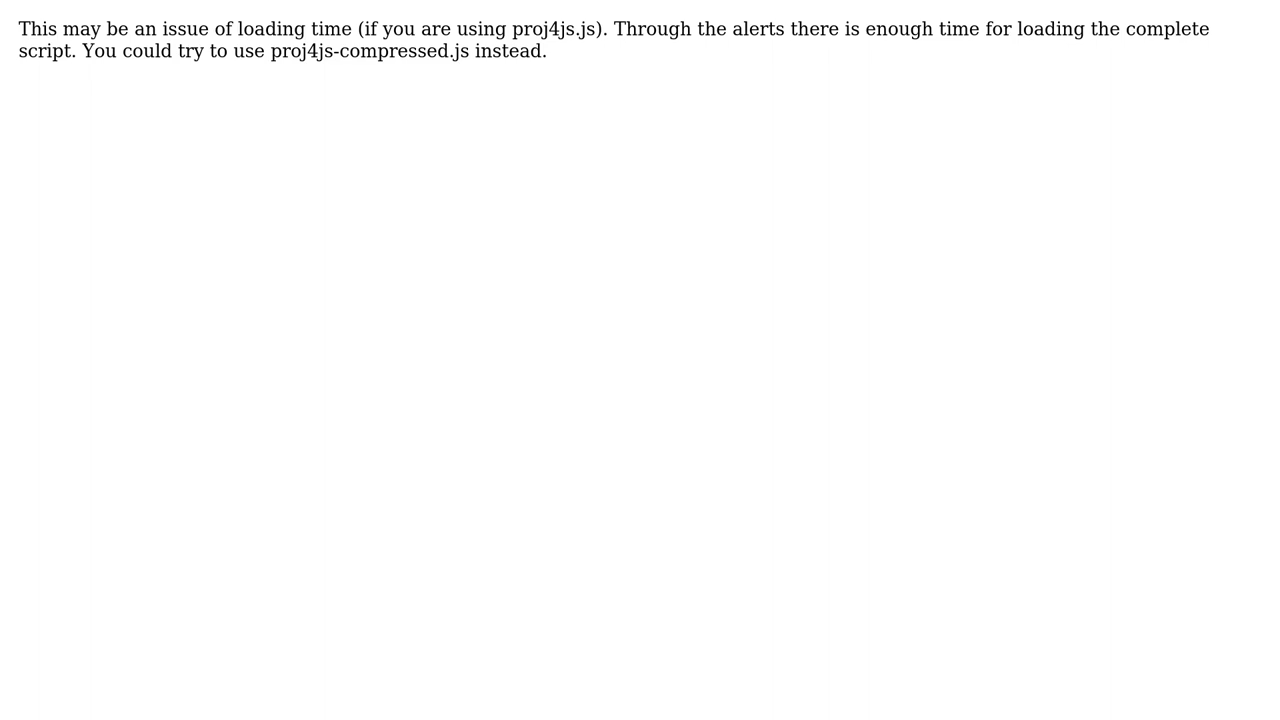 This may be an issue of loading time (if you are using proj4js.js). Through the alerts there is enough time for loading the complete
script. You could try to use proj4js-compressed.js instead.